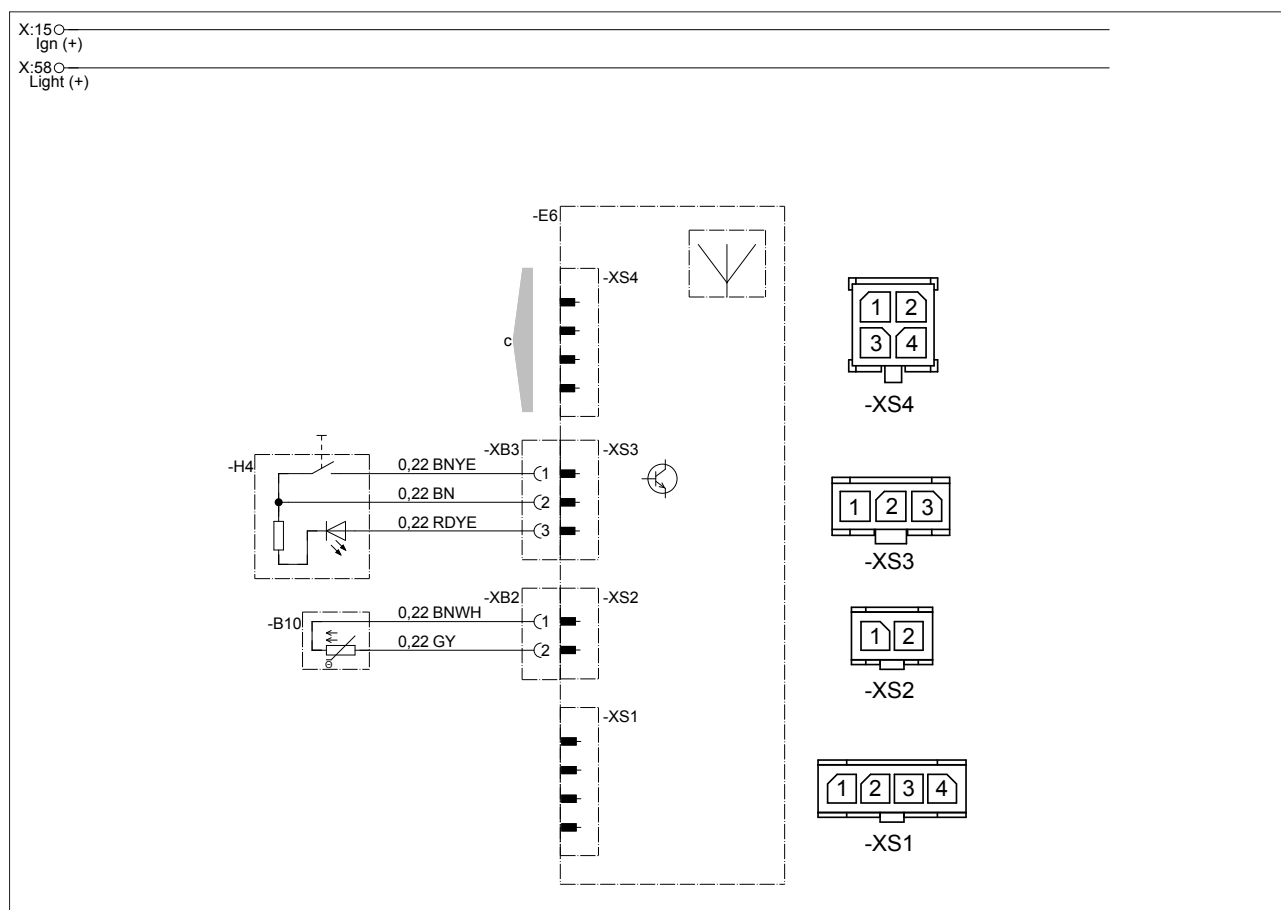 X:15
Ign (+)
X:58
Light (+)
-E6
-XS4
c
1 2
3 4
-XS4
-XB3
-XS3
-H4
0,22 BNYE
1
0,22 BN
2
0,22 RDYE
3
1 2 3
-XS3
-XB2
-XS2
-B10
0,22 BNWH
1
0,22 GY
2
Θ
1 2
-XS2
-XS1
1 2 3 4
-XS1